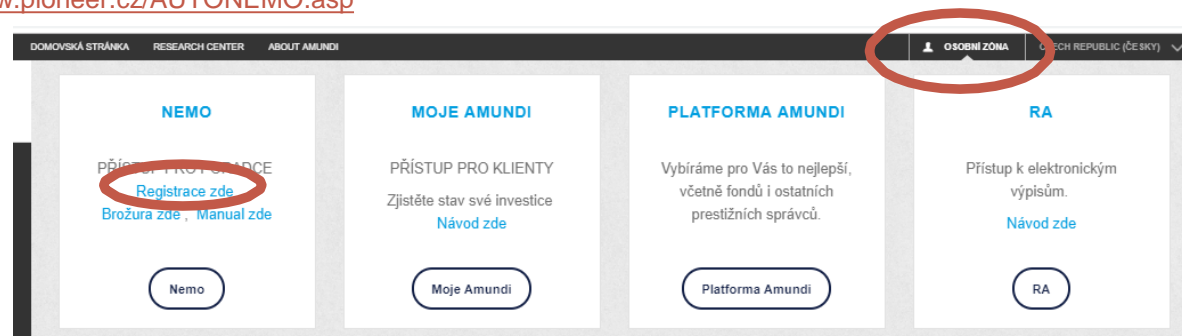 w.pioneer.cz/AUTONEMO.asp
DOMOVSKÁ STRÁNKA RESEARCH CENTER ABOUT AMUNDI OSOBNÍ ZÓNA CZECH REPUBLIC (ČESKY)
NEMO
PŘÍSTUP PRO PORADCE
Registrace zde
Brožura zde , Manual zde
Nemo
MOJE AMUNDI
PŘÍSTUP PRO KLIENTY
Zjistěte stav své investice
Návod zde
Moje Amundi
PLATFORMA AMUNDI
Vybíráme pro Vás to nejlepší,
včetně fondů i ostatních
prestižních správců.
Platforma Amundi
RA
Přístup k elektronickým
výpisům.
Návod zde
RA